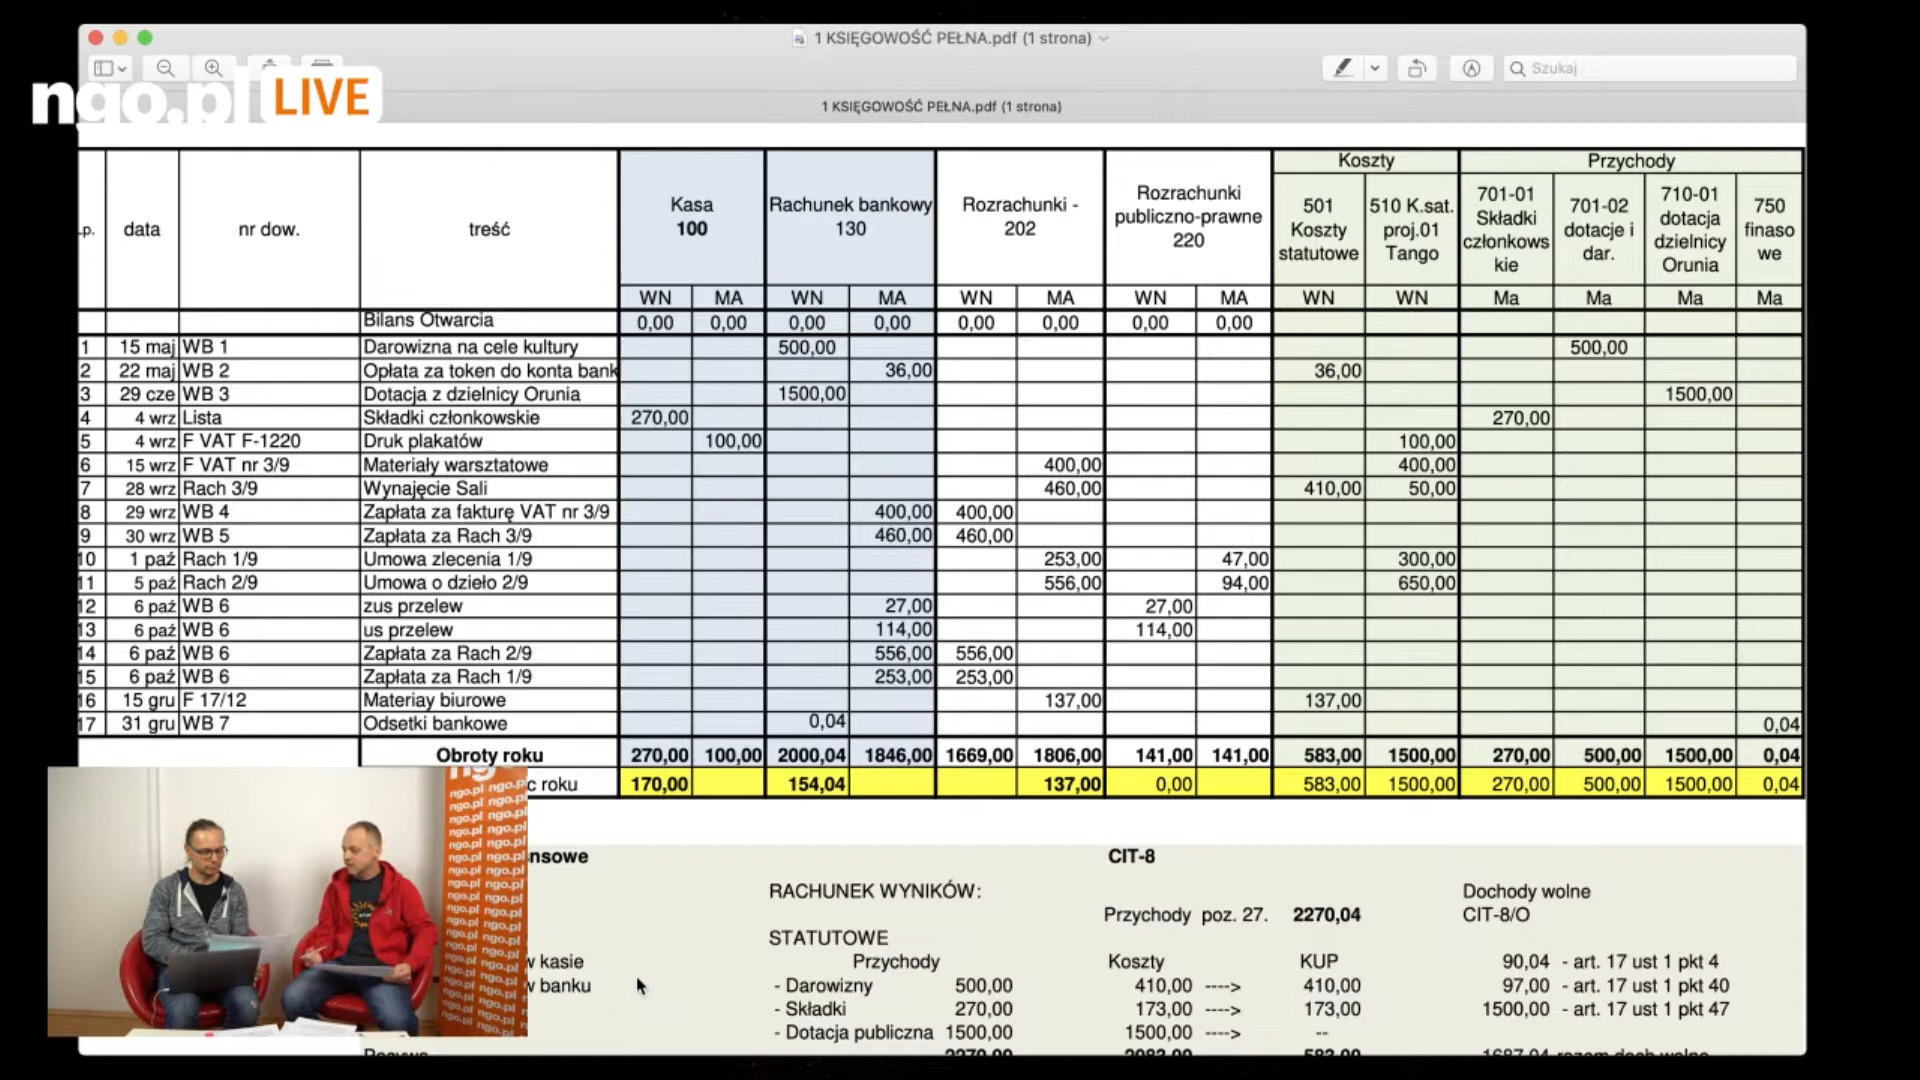 1 KSIĘGOWOŚĆ PEŁNA.pdf (1 strona)
Szukaj
ngo.pl LIVE
1 KSIĘGOWOŚĆ PEŁNA.pdf (1 strona)
Koszty Przychody
.p. data nr dow. treść
Kasa 100
Rachunek bankowy 130
Rozrachunki - 202
Rozrachunki publiczno-prawne 220
501 Koszty statutowe
510 K.sat. proj.01 Tango
701-01 Składki członkows kie
701-02 dotacje i dar.
710-01 dotacja dzielnicy Orunia
750 finaso we
WN MA WN MA WN MA WN MA WN WN Ma Ma Ma Ma
Bilans Otwarcia 0,00 0,00 0,00 0,00 0,00 0,00 0,00 0,00
1 15 maj WB 1 Darowizna na cele kultury 500,00 500,00
2 22 maj WB 2 Opłata za token do konta bank 36,00 36,00
3 29 cze WB 3 Dotacja z dzielnicy Orunia 1500,00 1500,00
4 4 wrz Lista Składki członkowskie 270,00 270,00
5 4 wrz F VAT F-1220 Druk plakatów 100,00 100,00
6 15 wrz F VAT nr 3/9 Materiały warsztatowe 400,00 400,00
7 28 wrz Rach 3/9 Wynajęcie Sali 460,00 410,00 50,00
8 29 wrz WB 4 Zapłata za fakturę VAT nr 3/9 400,00 400,00
9 30 wrz WB 5 Zapłata za Rach 3/9 460,00 460,00
10 1 paź Rach 1/9 Umowa zlecenia 1/9 253,00 47,00 300,00
11 5 paź Rach 2/9 Umowa o dzieło 2/9 556,00 94,00 650,00
12 6 paź WB 6 zus przelew 27,00 27,00
13 6 paź WB 6 us przelew 114,00 114,00
14 6 paź WB 6 Zapłata za Rach 2/9 556,00 556,00
15 6 paź WB 6 Zapłata za Rach 1/9 253,00 253,00
16 15 gru F 17/12 Materiay biurowe 137,00 137,00
17 31 gru WB 7 Odsetki bankowe 0,04 0,04
Obroty roku 270,00 100,00 2000,04 1846,00 1669,00 1806,00 141,00 141,00 583,00 1500,00 270,00 500,00 1500,00 0,04
c roku 170,00 154,04 137,00 0,00 583,00 1500,00 270,00 500,00 1500,00 0,04
nsowe CIT-8
RACHUNEK WYNIKÓW: Dochody wolne
Przychody poz. 27. 2270,04 CIT-8/O
STATUTOWE
w kasie Przychody Koszty KUP 90,04 - art. 17 ust 1 pkt 4
w banku - Darowizny 500,00 410,00 ----> 410,00 97,00 - art. 17 ust 1 pkt 40
- Składki 270,00 173,00 ----> 173,00 1500,00 - art. 17 ust 1 pkt 47
- Dotacja publiczna 1500,00 1500,00 ----> --
ngo.pl ngo.pl